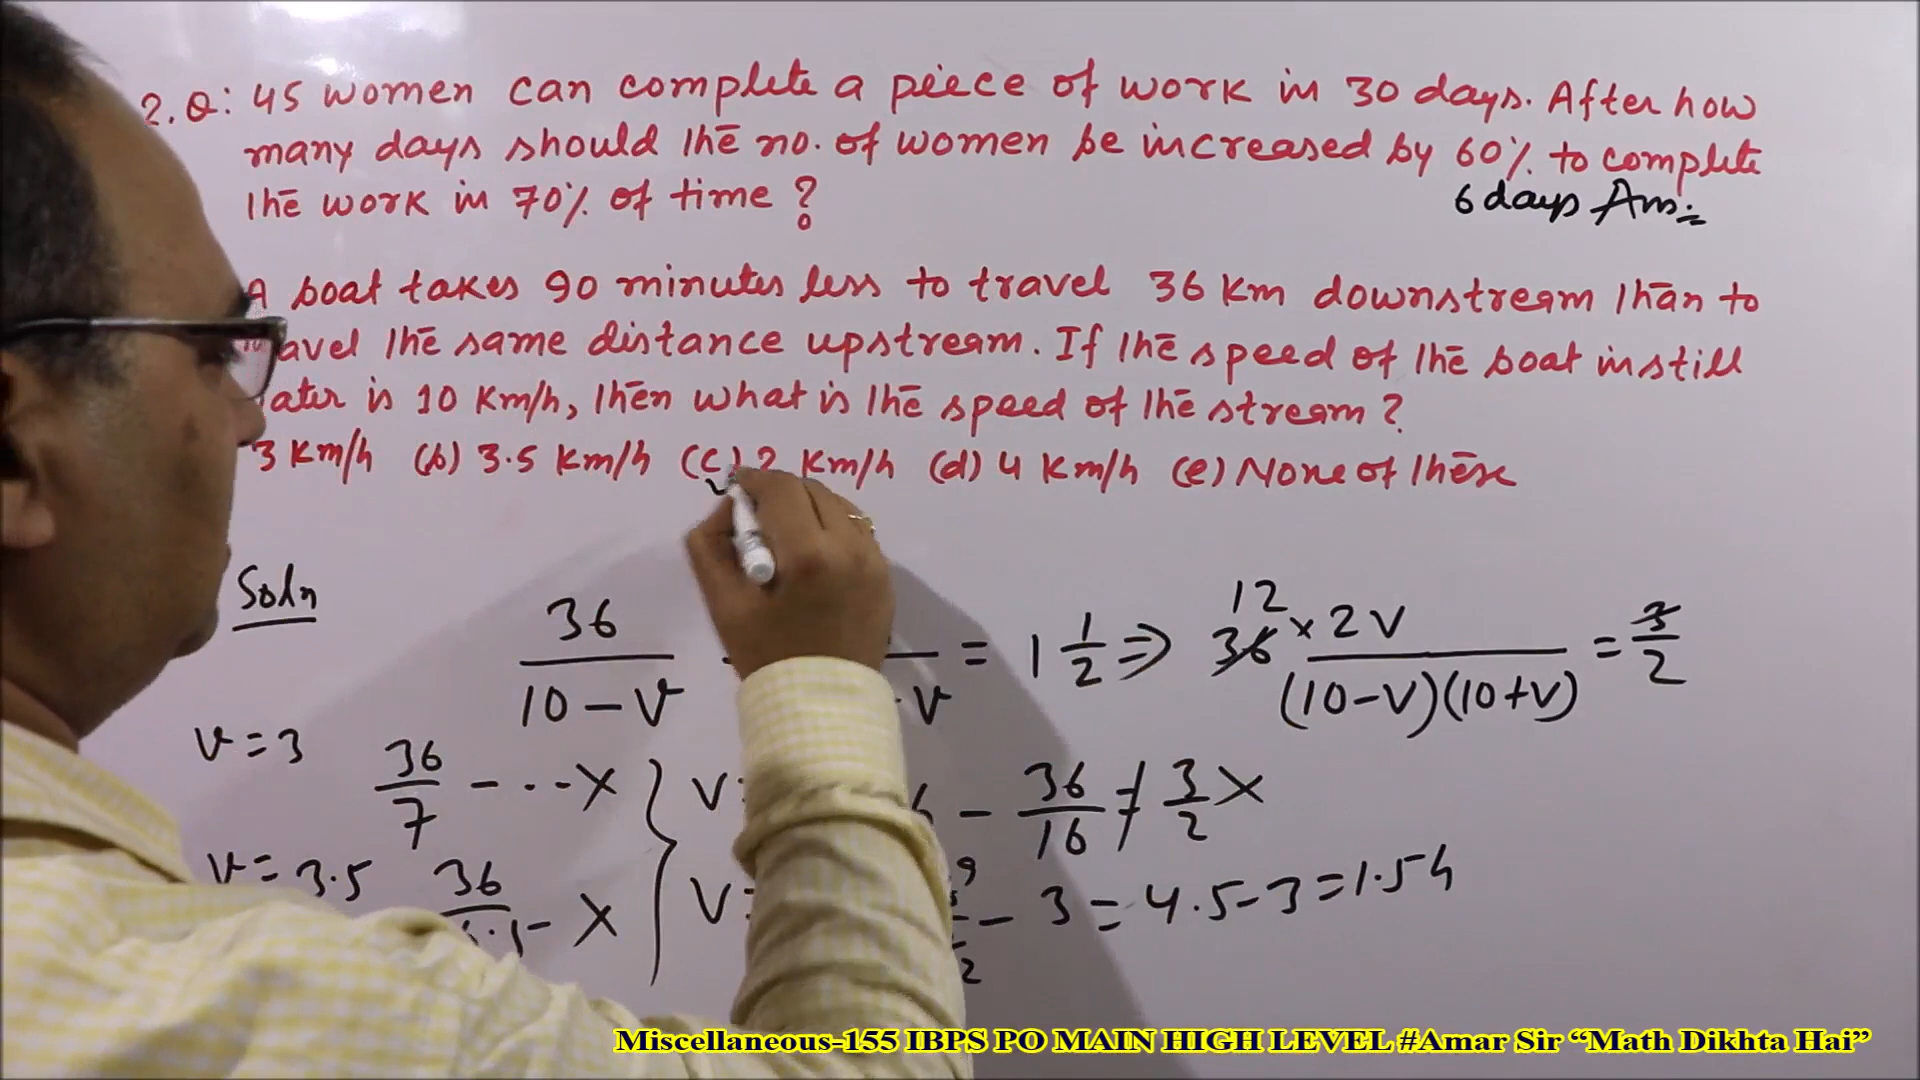 2. Q: 45 women can complete a piece of work in 30 days. After how
many days should the no. of women be increased by 60% to complete
the work in 70% of time?
6 days Ans:
A boat takes 90 minutes less to travel 36 km downstream than to
avel the same distance upstream. If the speed of the boat in still
ater is 10 km/h, then what is the speed of the stream?
3 km/h (b) 3.5 km/h (c) 2 km/h (d) 4 km/h (e) None of these
Soln
36 / 10 - v = 1 1/2 ⇒ 12 36 × 2v / (10-v)(10+v) = 3/2
v = 3 36/7 - ... × } v - 36/16 ≠ 3/2 ×
v = 3.5 36 - × v - 3 = 4.5 - 3 = 1.5 h
Miscellaneous-155 IBPS PO MAIN HIGH LEVEL #Amar Sir “Math Dikhta Hai”